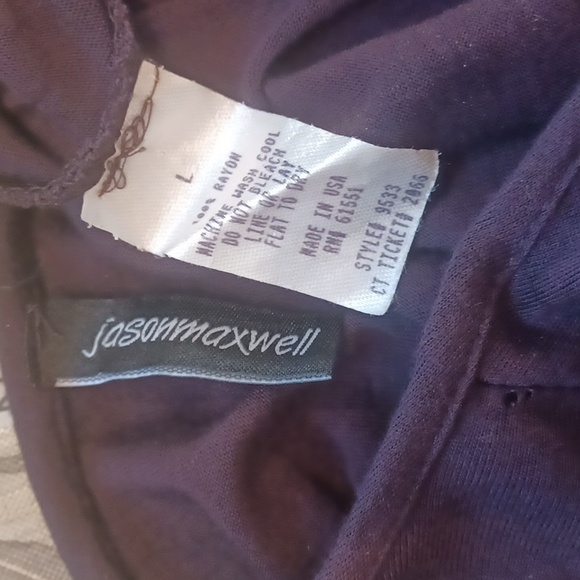 L
100% RAYON
MACHINE WASH COOL
DO NOT BLEACH
LINE OR LAY
FLAT TO DRY
MADE IN USA
RN# 61551
STYLE# 9533
CT TICKET# 2066
jasonmaxwell